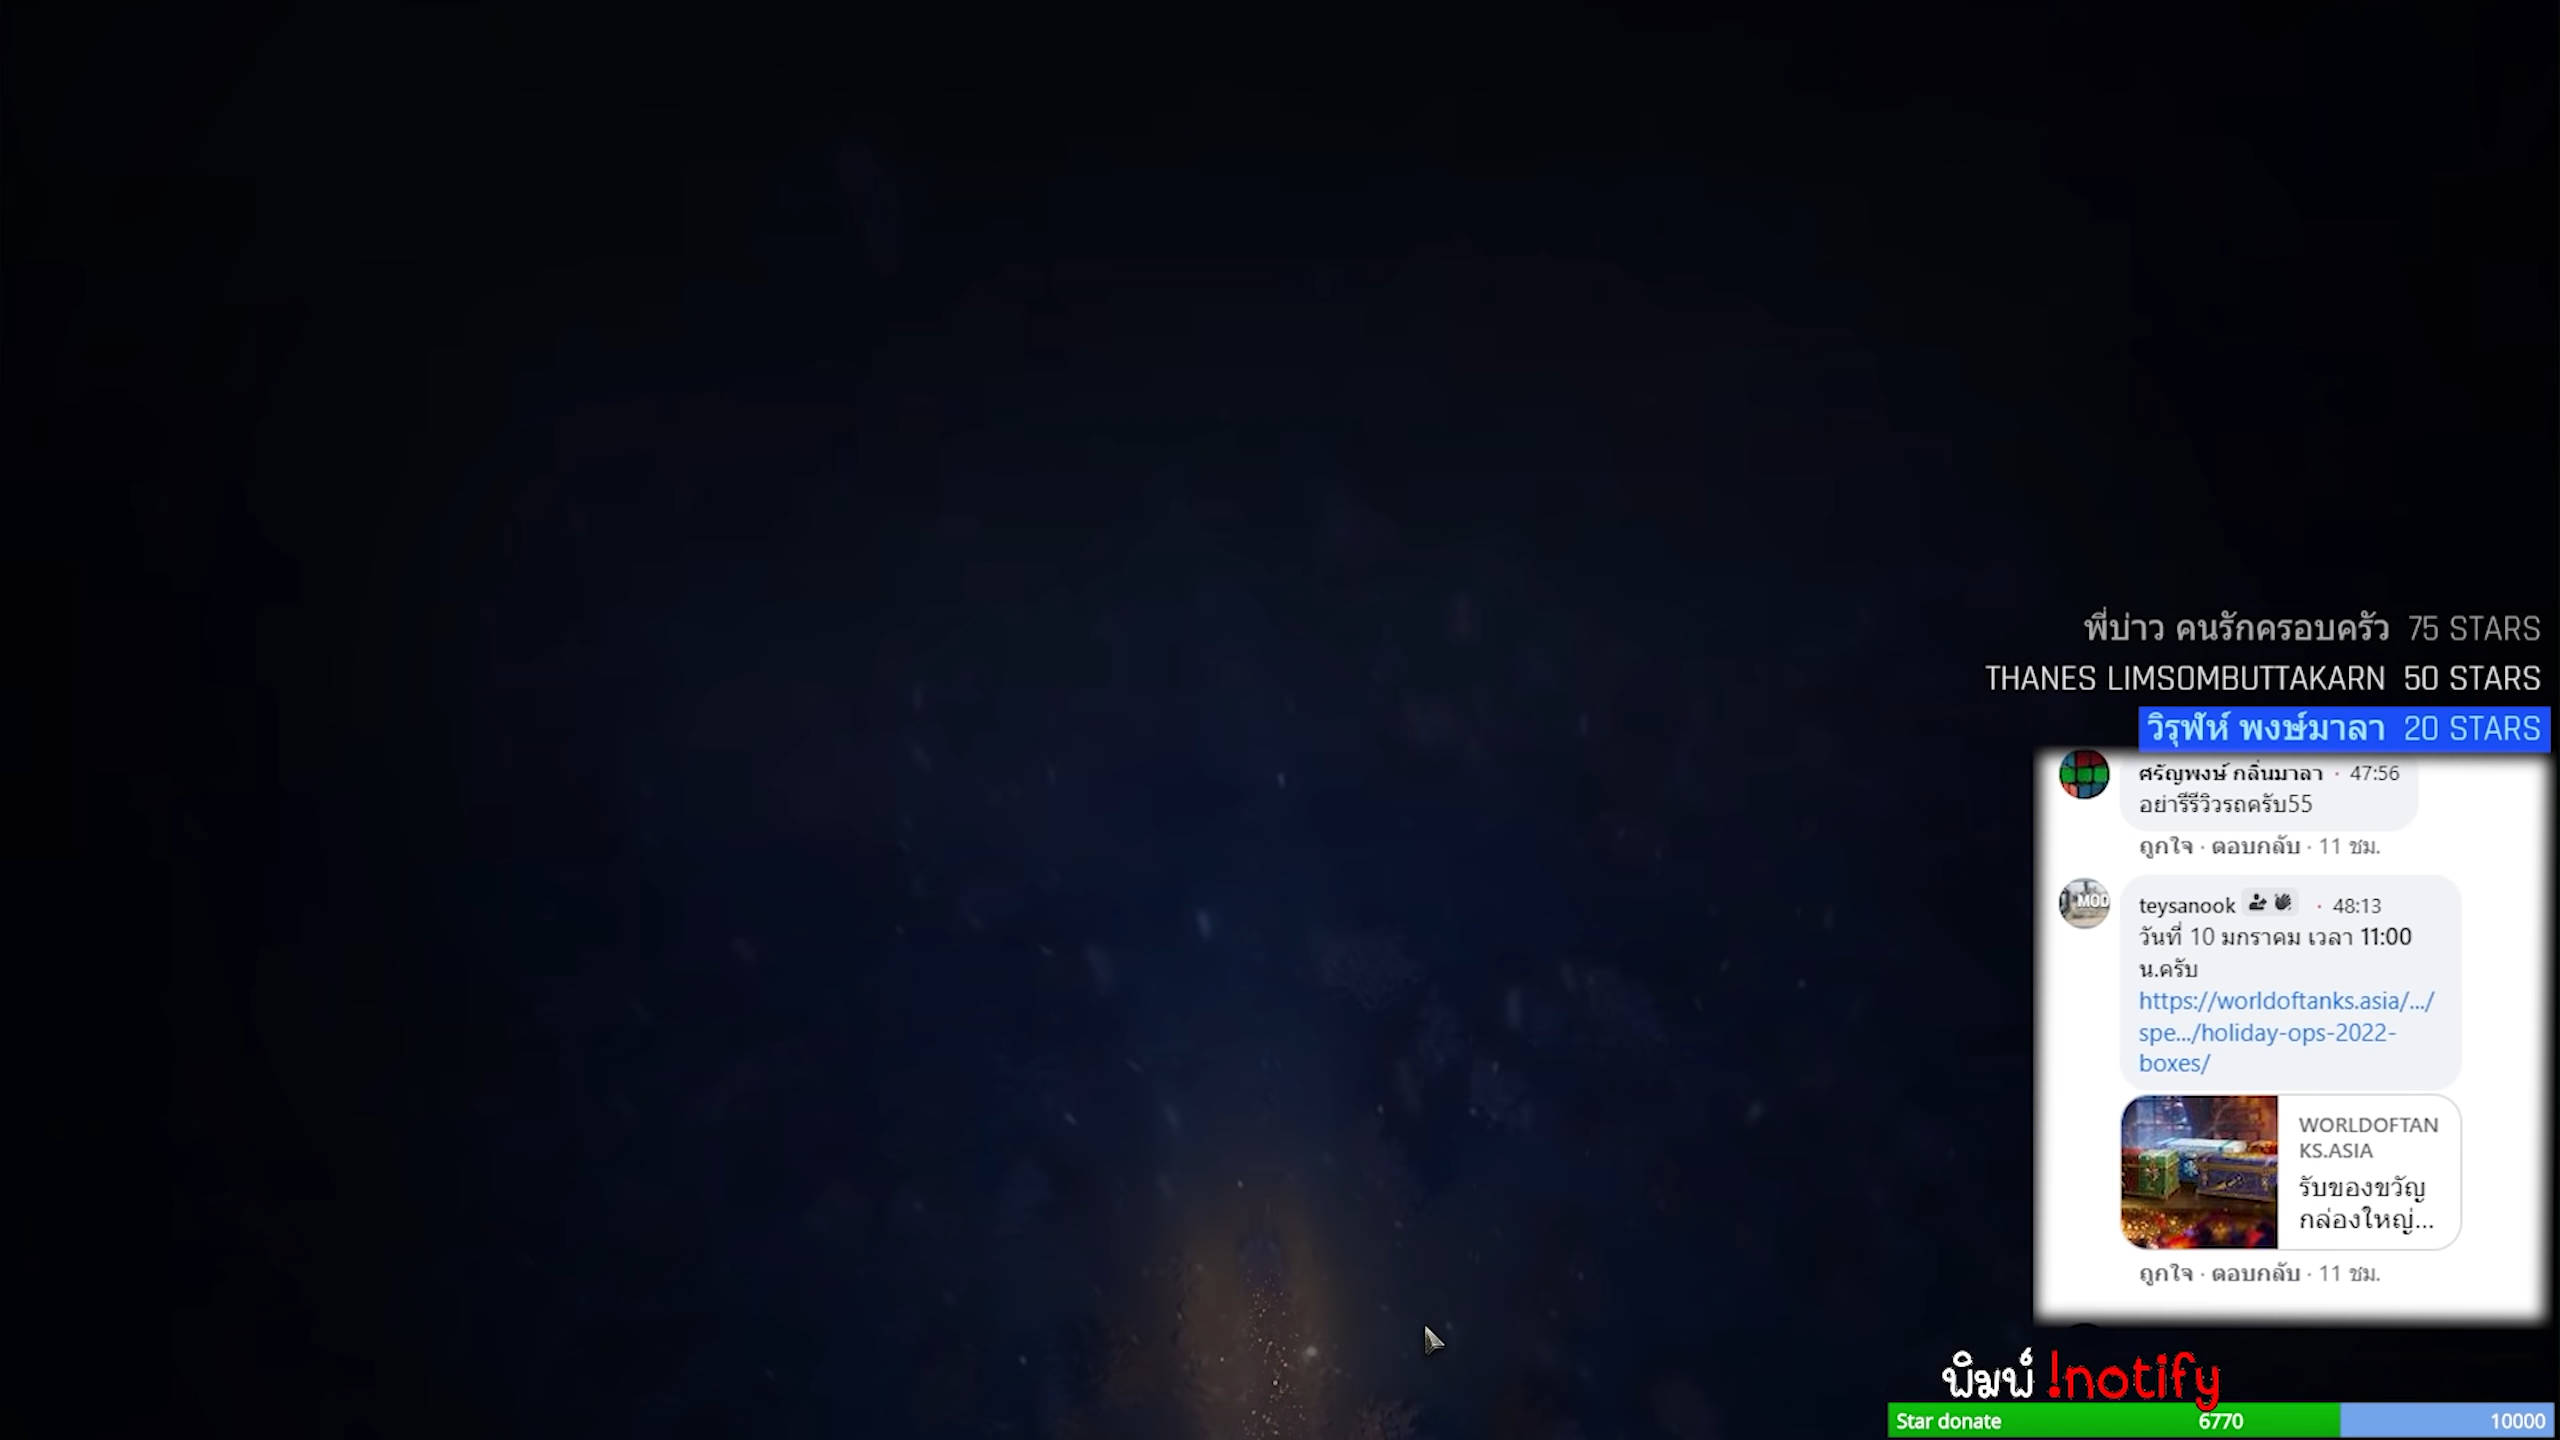 พี่บ่าว คนรักครอบครัว 75 STARS
THANES LIMSOMBUTTAKARN 50 STARS
วิรุฬห์ พงษ์มาลา 20 STARS
ศรัญพงษ์ กลิ่นมาลา · 47:56
อย่ารีรีวิวรถครับ55
ถูกใจ · ตอบกลับ · 11 ชม.
MOD
teysanook · 48:13
วันที่ 10 มกราคม เวลา 11:00
น.ครับ
https://worldoftanks.asia/.../
spe.../holiday-ops-2022-
boxes/
WORLDOFTAN
KS.ASIA
รับของขวัญ
กล่องใหญ่...
ถูกใจ · ตอบกลับ · 11 ชม.
พิมพ์ !notify
Star donate 6770 10000